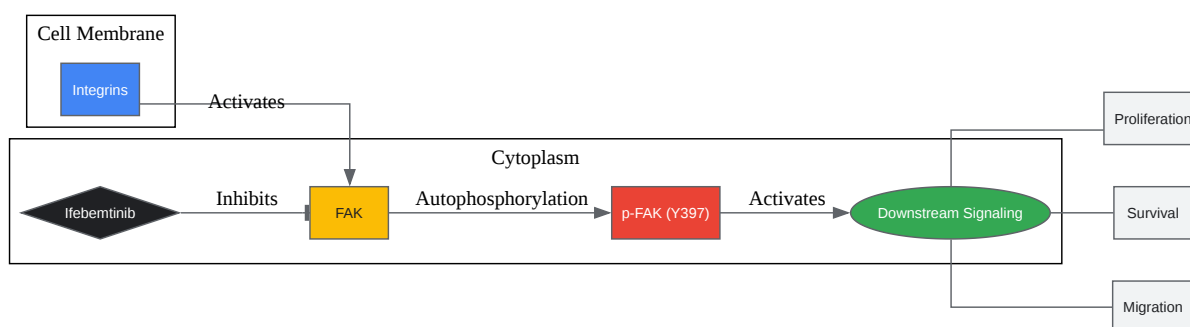 Cell Membrane
Integrins
Activates
Proliferation
Cytoplasm
Ifebemtinib
Inhibits
FAK
Autophosphorylation
p-FAK (Y397)
Activates
Downstream Signaling
Survival
Migration